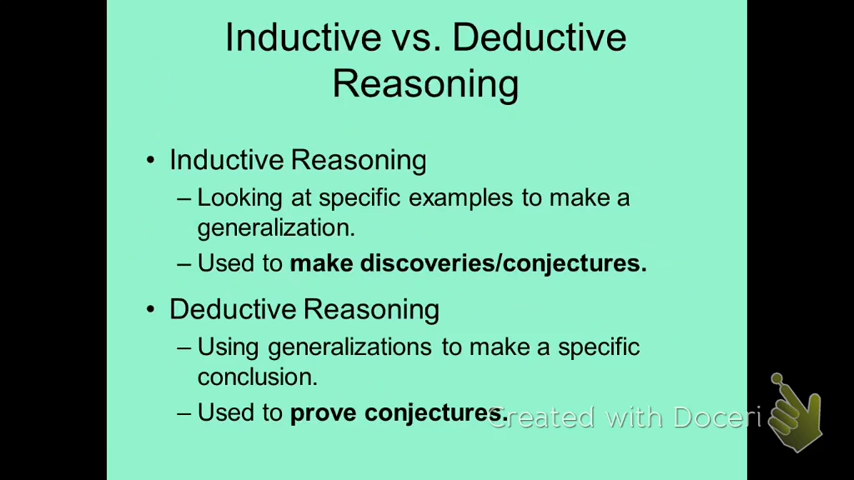 Inductive vs. Deductive
Reasoning
• Inductive Reasoning
– Looking at specific examples to make a
generalization.
– Used to make discoveries/conjectures.
• Deductive Reasoning
– Using generalizations to make a specific
conclusion.
– Used to prove conjectures.
Created with Doceri